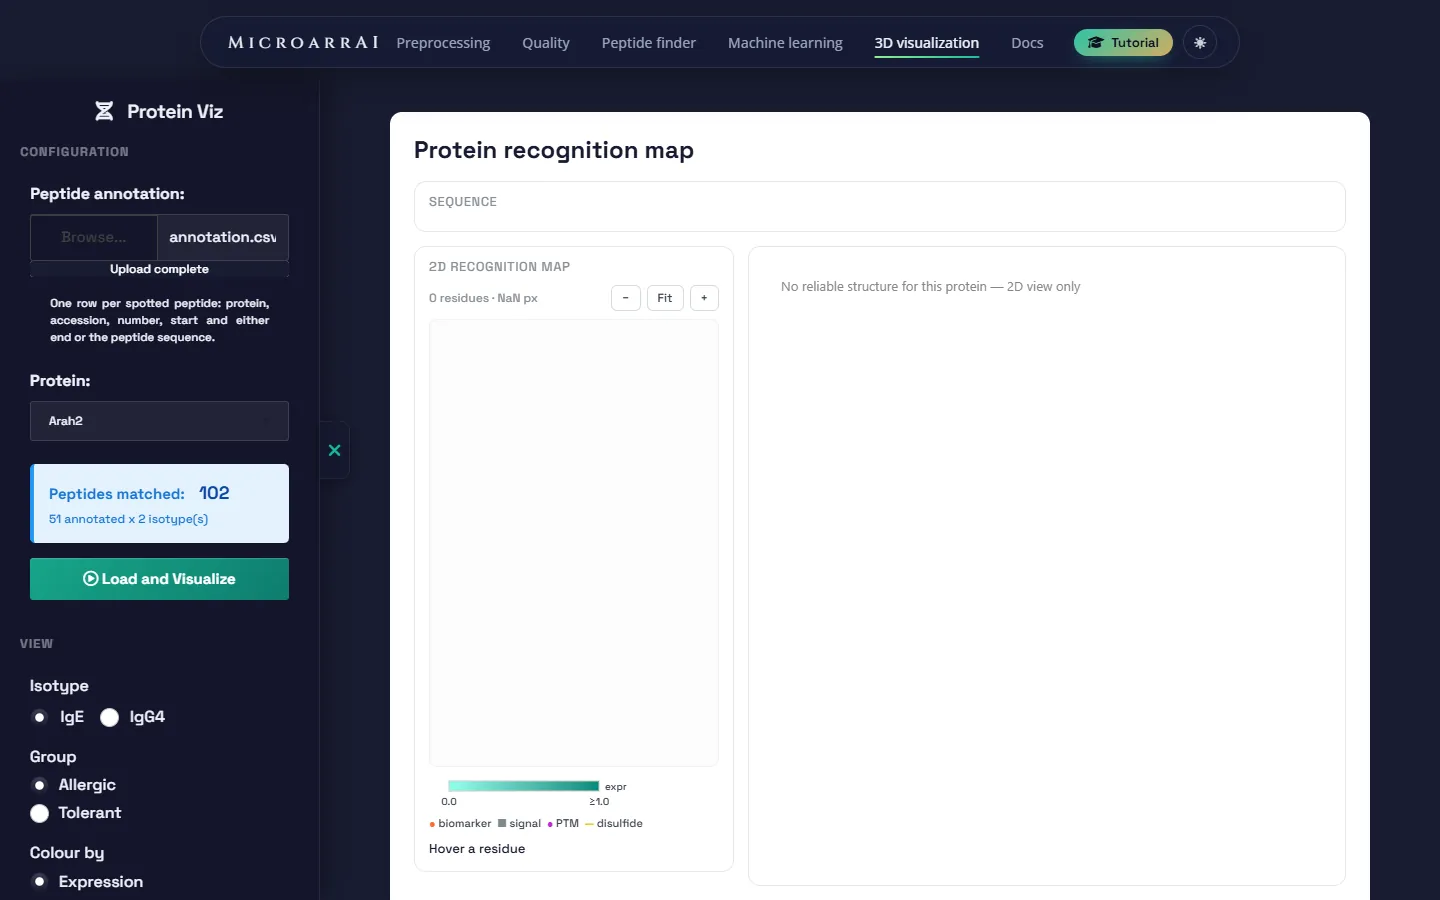 MICROARRAI Preprocessing Quality Peptide finder Machine learning 3D visualization Docs Tutorial
Protein Viz
CONFIGURATION
Peptide annotation:
Browse... annotation.csv
Upload complete
One row per spotted peptide: protein,
accession, number, start and either
end or the peptide sequence.
Protein:
Arah2
Peptides matched: 102
51 annotated x 2 isotype(s)
Load and Visualize
VIEW
Isotype
IgE IgG4
Group
Allergic
Tolerant
Colour by
Expression
Protein recognition map
SEQUENCE
2D RECOGNITION MAP
0 residues · NaN px - Fit +
expr
0.0 ≥1.0
biomarker signal PTM disulfide
Hover a residue
No reliable structure for this protein — 2D view only